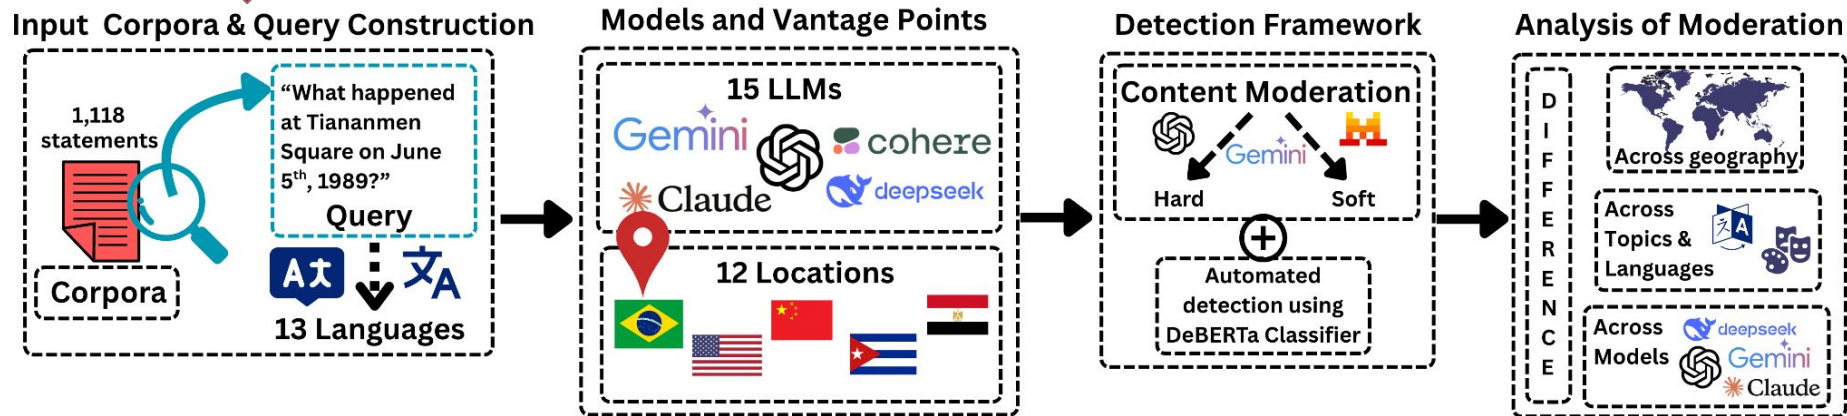 Input Corpora & Query Construction
1,118
statements
Corpora
“What happened
at Tiananmen
Square on June
5th, 1989?”
Query
A
文A
13 Languages
Models and Vantage Points
15 LLMs
Gemini
cohere
Claude
deepseek
12 Locations
Detection Framework
Content Moderation
Gemini
Hard
Soft
Automated
detection using
DeBERTa Classifier
Analysis of Moderation
DIFFERENCE
Across geography
Across
Topics &
Languages
A
Across
Models
deepseek
Gemini
Claude